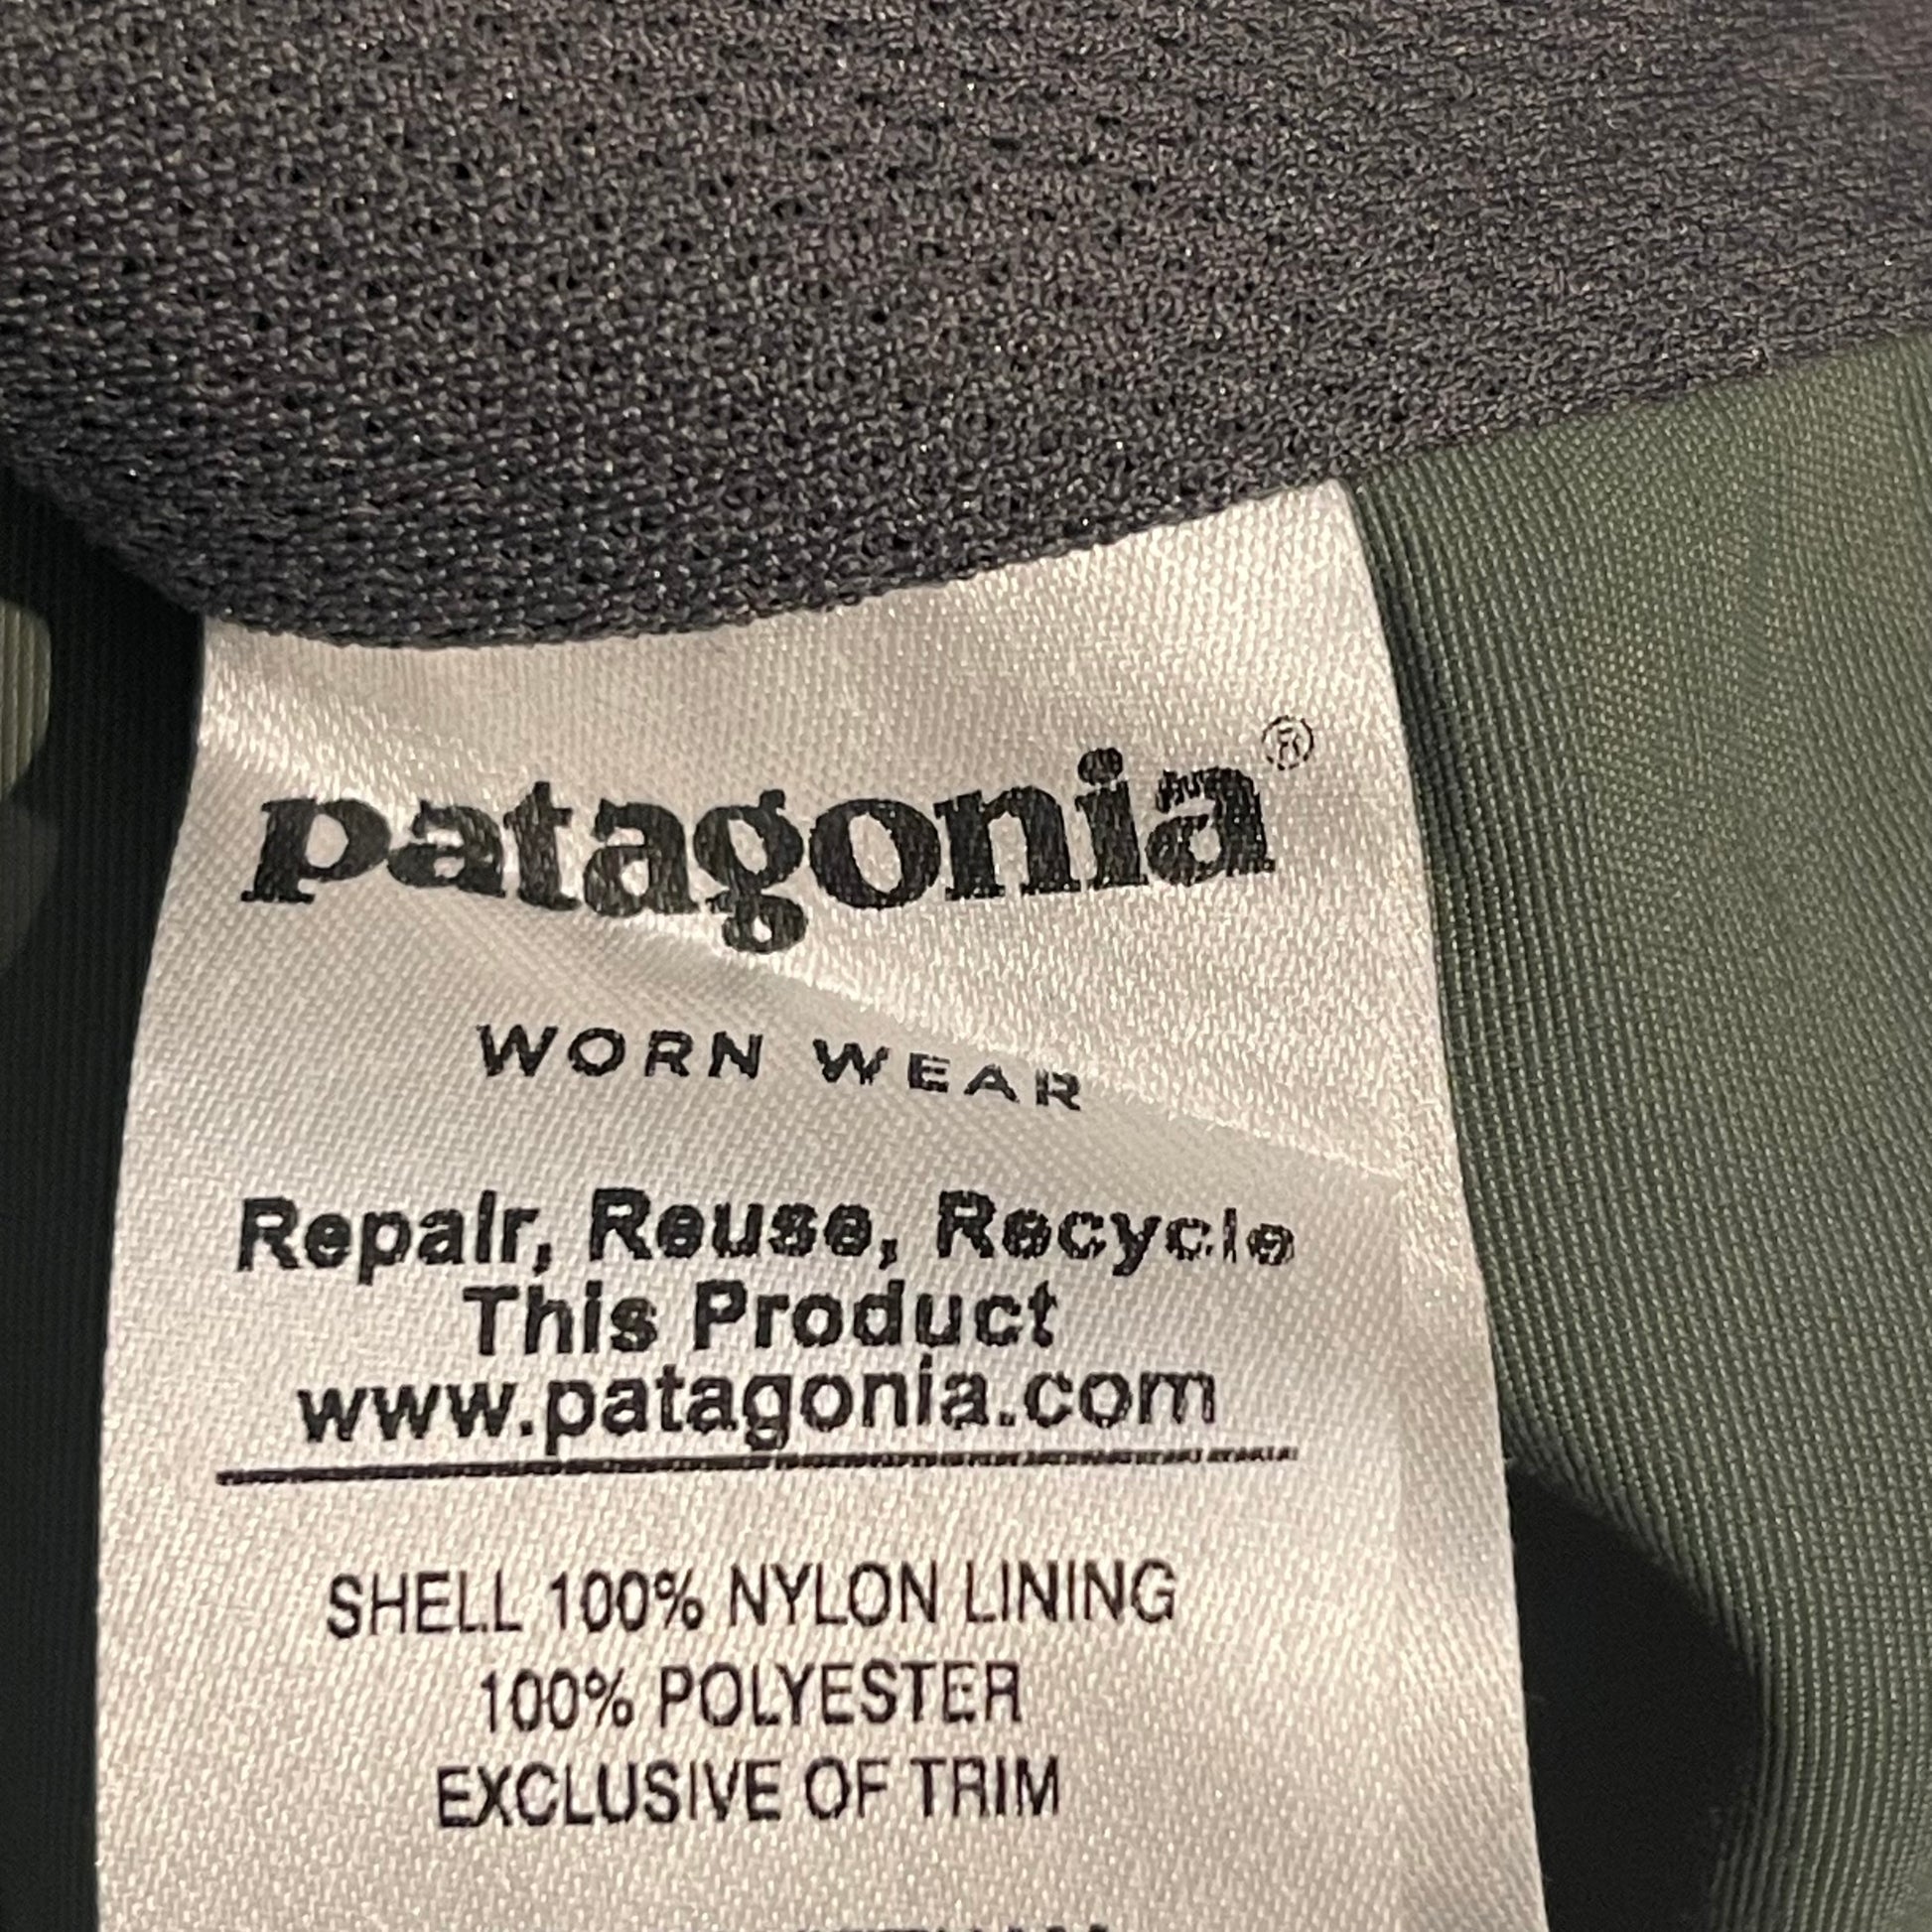 patagonia®
WORN WEAR
Repair, Reuse, Recycle
This Product
www.patagonia.com
SHELL 100% NYLON LINING
100% POLYESTER
EXCLUSIVE OF TRIM